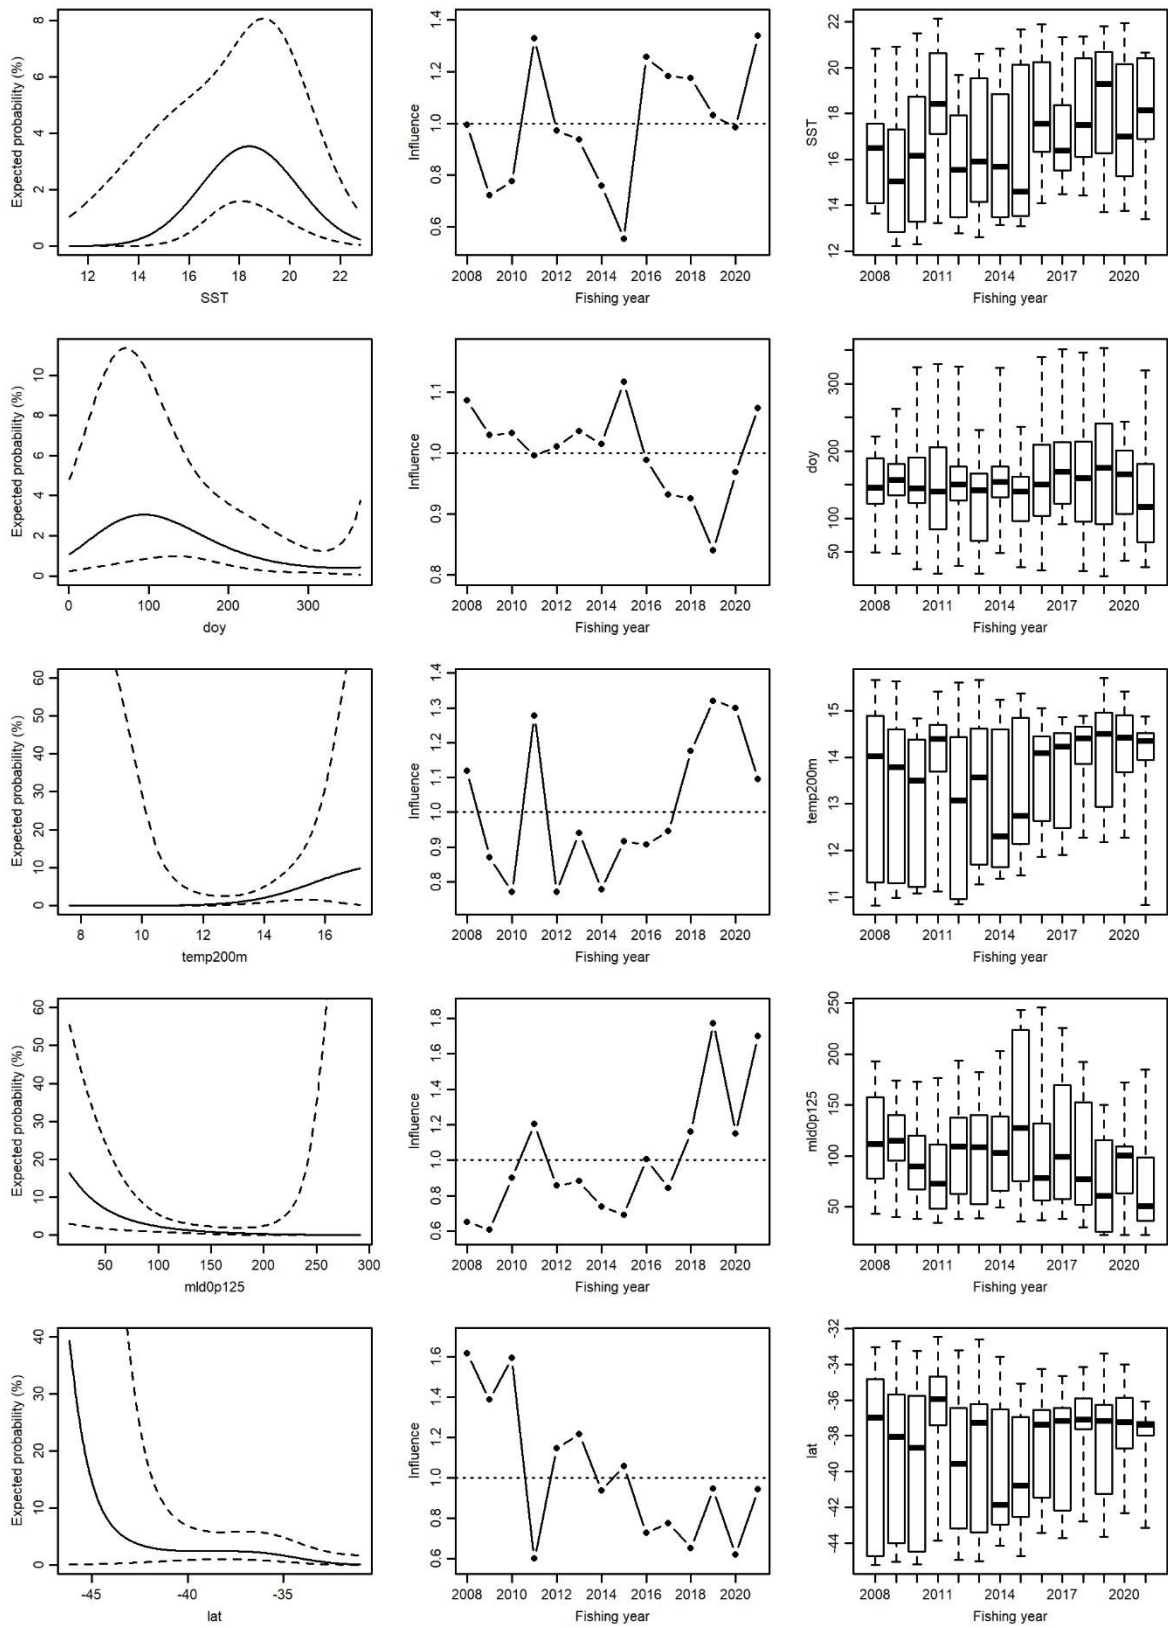 Expected probability (%)
0 2 4 6 8
12 14 16 18 20 22
SST
Influence
0.6 0.8 1.0 1.2 1.4
2008 2010 2012 2014 2016 2018 2020
Fishing year
SST
12 14 16 18 20 22
2008 2011 2014 2017 2020
Fishing year
Expected probability (%)
0 2 4 6 8 10
0 100 200 300
doy
Influence
0.8 0.9 1.0 1.1
2008 2010 2012 2014 2016 2018 2020
Fishing year
doy
50 100 200 300
2008 2011 2014 2017 2020
Fishing year
Expected probability (%)
0 10 20 30 40 50 60
8 10 12 14 16
temp200m
Influence
0.8 0.9 1.0 1.1 1.2 1.3 1.4
2008 2010 2012 2014 2016 2018 2020
Fishing year
temp200m
11 12 13 14 15
2008 2011 2014 2017 2020
Fishing year
Expected probability (%)
0 10 20 30 40 50 60
50 100 150 200 250 300
mld0p125
Influence
0.6 0.8 1.0 1.2 1.4 1.6 1.8
2008 2010 2012 2014 2016 2018 2020
Fishing year
mld0p125
50 100 150 200 250
2008 2011 2014 2017 2020
Fishing year
Expected probability (%)
0 10 20 30 40
-45 -40 -35
lat
Influence
0.6 0.8 1.0 1.2 1.4 1.6
2008 2010 2012 2014 2016 2018 2020
Fishing year
lat
-44 -42 -40 -38 -36 -34 -32
2008 2011 2014 2017 2020
Fishing year